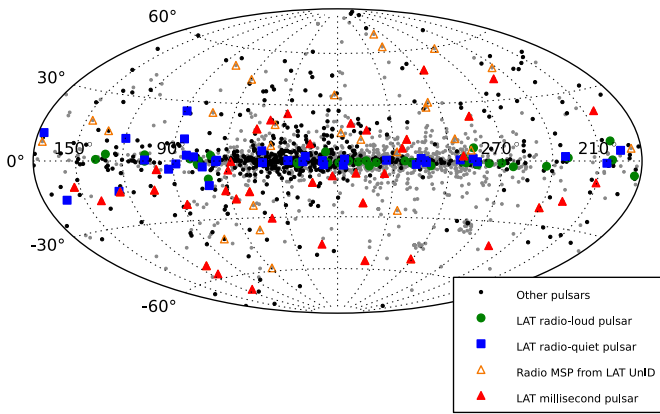 60°
30°
150 90 270 210
0°
-30°
-60°
Other pulsars
LAT radio-loud pulsar
LAT radio-quiet pulsar
Radio MSP from LAT UnID
LAT millisecond pulsar